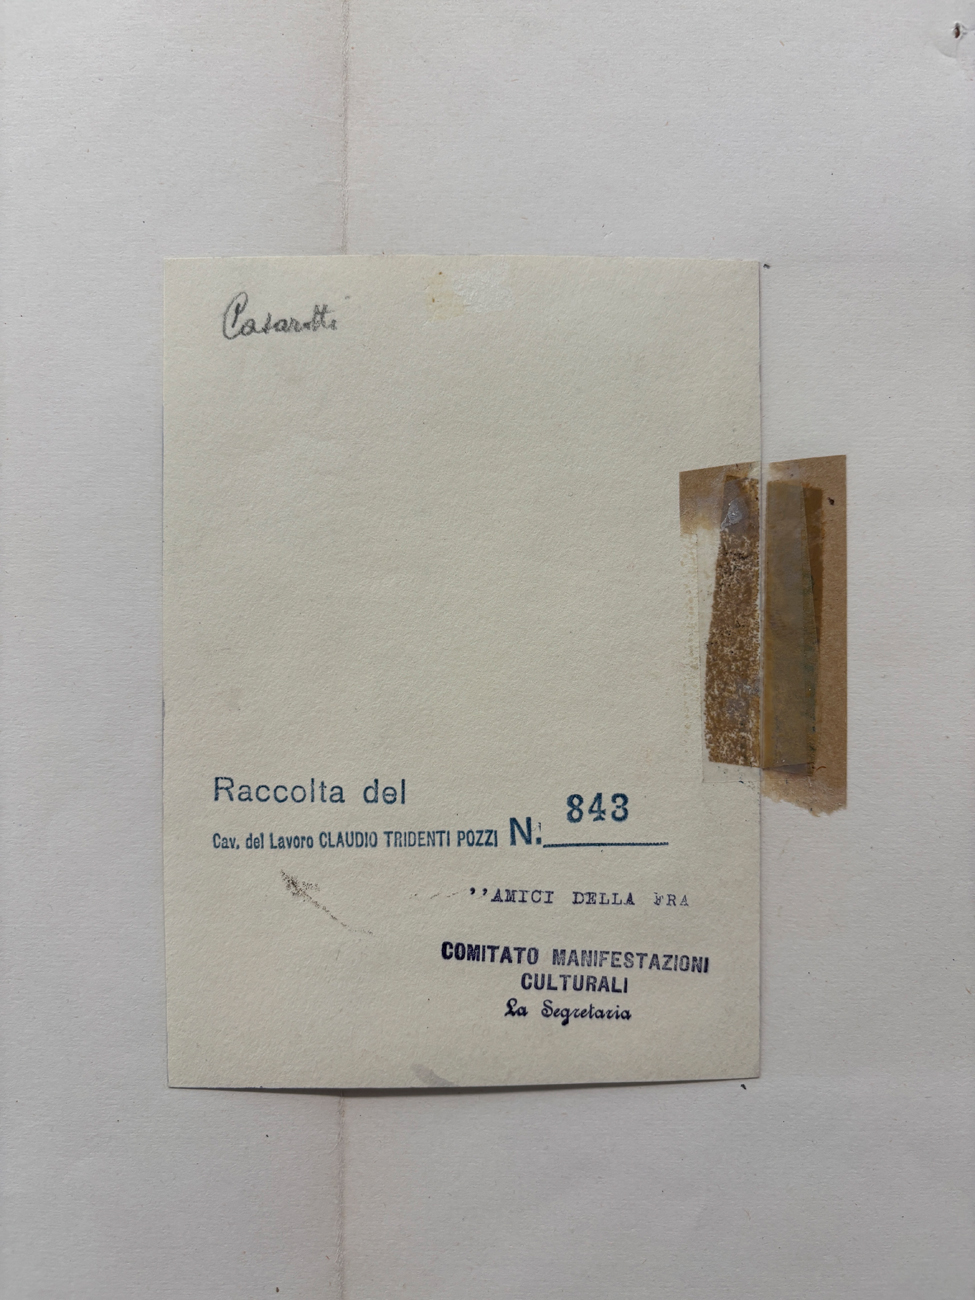 Casarotti
Raccolta del
Cav. del Lavoro CLAUDIO TRIDENTI POZZI N. 843
''AMICI DELLA FRA
COMITATO MANIFESTAZIONI
CULTURALI
La Segretaria